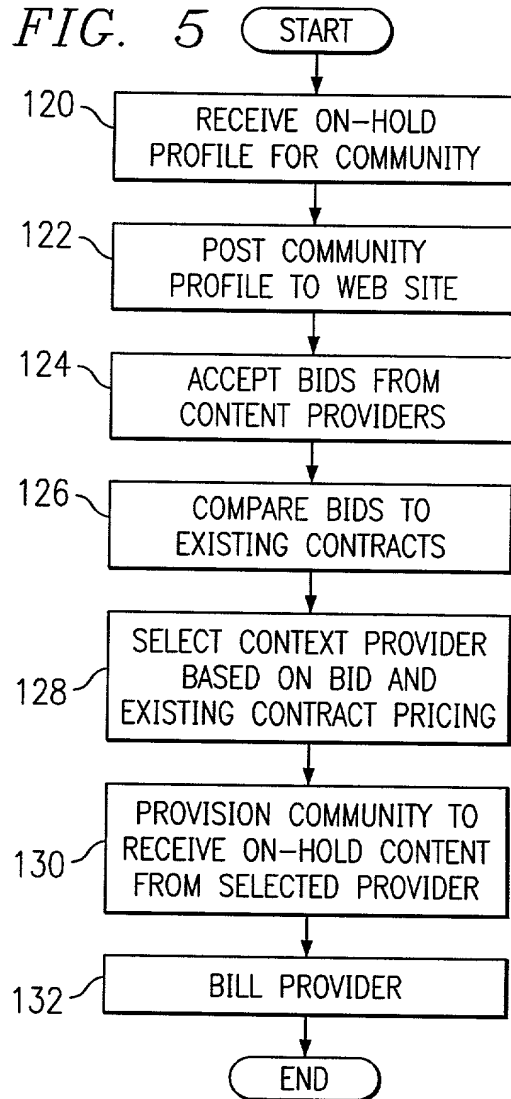 FIG. 5
START
120
RECEIVE ON-HOLD
PROFILE FOR COMMUNITY
122
POST COMMUNITY
PROFILE TO WEB SITE
124
ACCEPT BIDS FROM
CONTENT PROVIDERS
126
COMPARE BIDS TO
EXISTING CONTRACTS
128
SELECT CONTEXT PROVIDER
BASED ON BID AND
EXISTING CONTRACT PRICING
130
PROVISION COMMUNITY TO
RECEIVE ON-HOLD CONTENT
FROM SELECTED PROVIDER
132
BILL PROVIDER
END